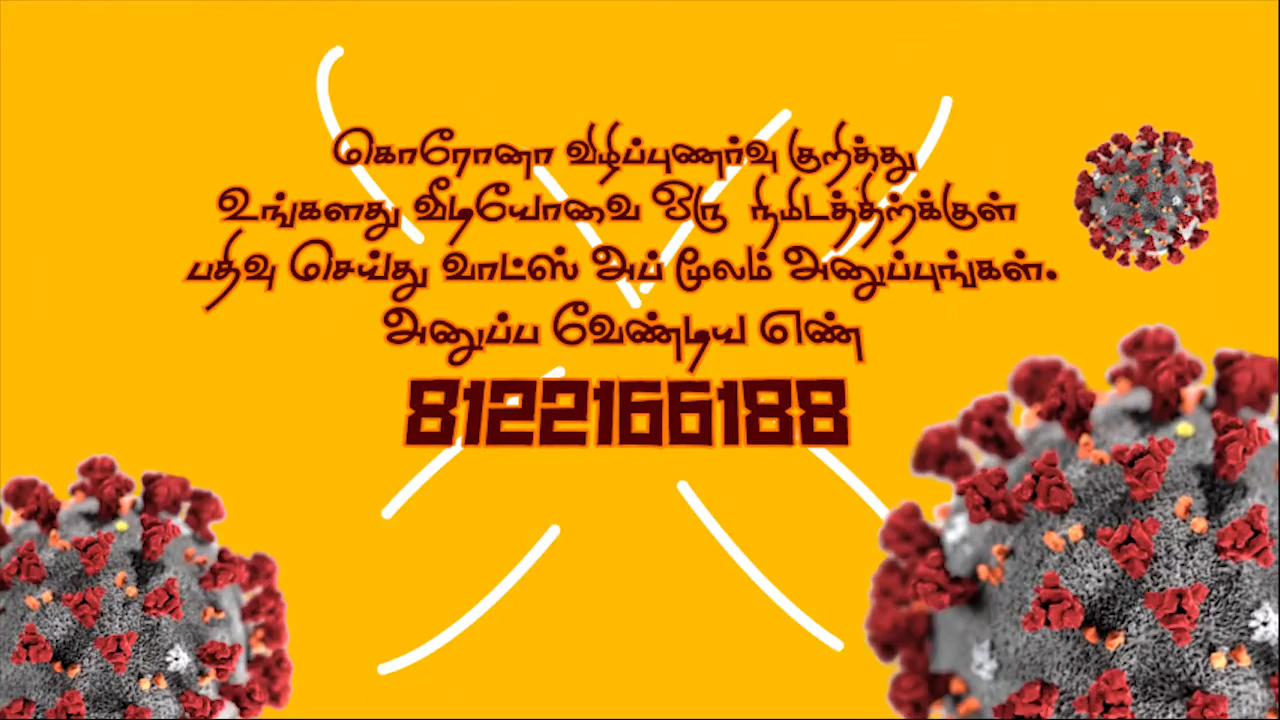 கொரோனா விழிப்புணர்வு குறித்து
உங்களது வீடியோவை ஒரு நிமிடத்திற்க்குள்
பதிவு செய்து வாட்ஸ் அப் மூலம் அனுப்புங்கள்.
அனுப்ப வேண்டிய எண்
8122166188